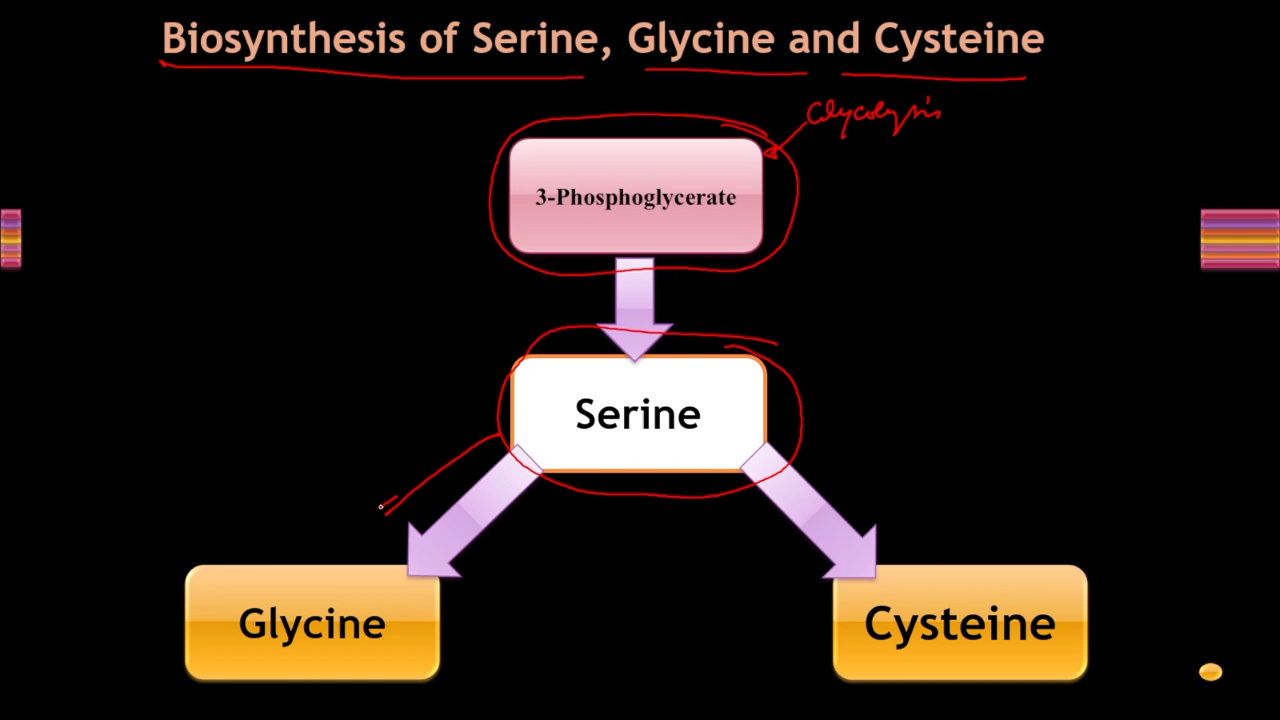 Biosynthesis of Serine, Glycine and Cysteine
Glycolysis
3-Phosphoglycerate
Serine
Glycine
Cysteine